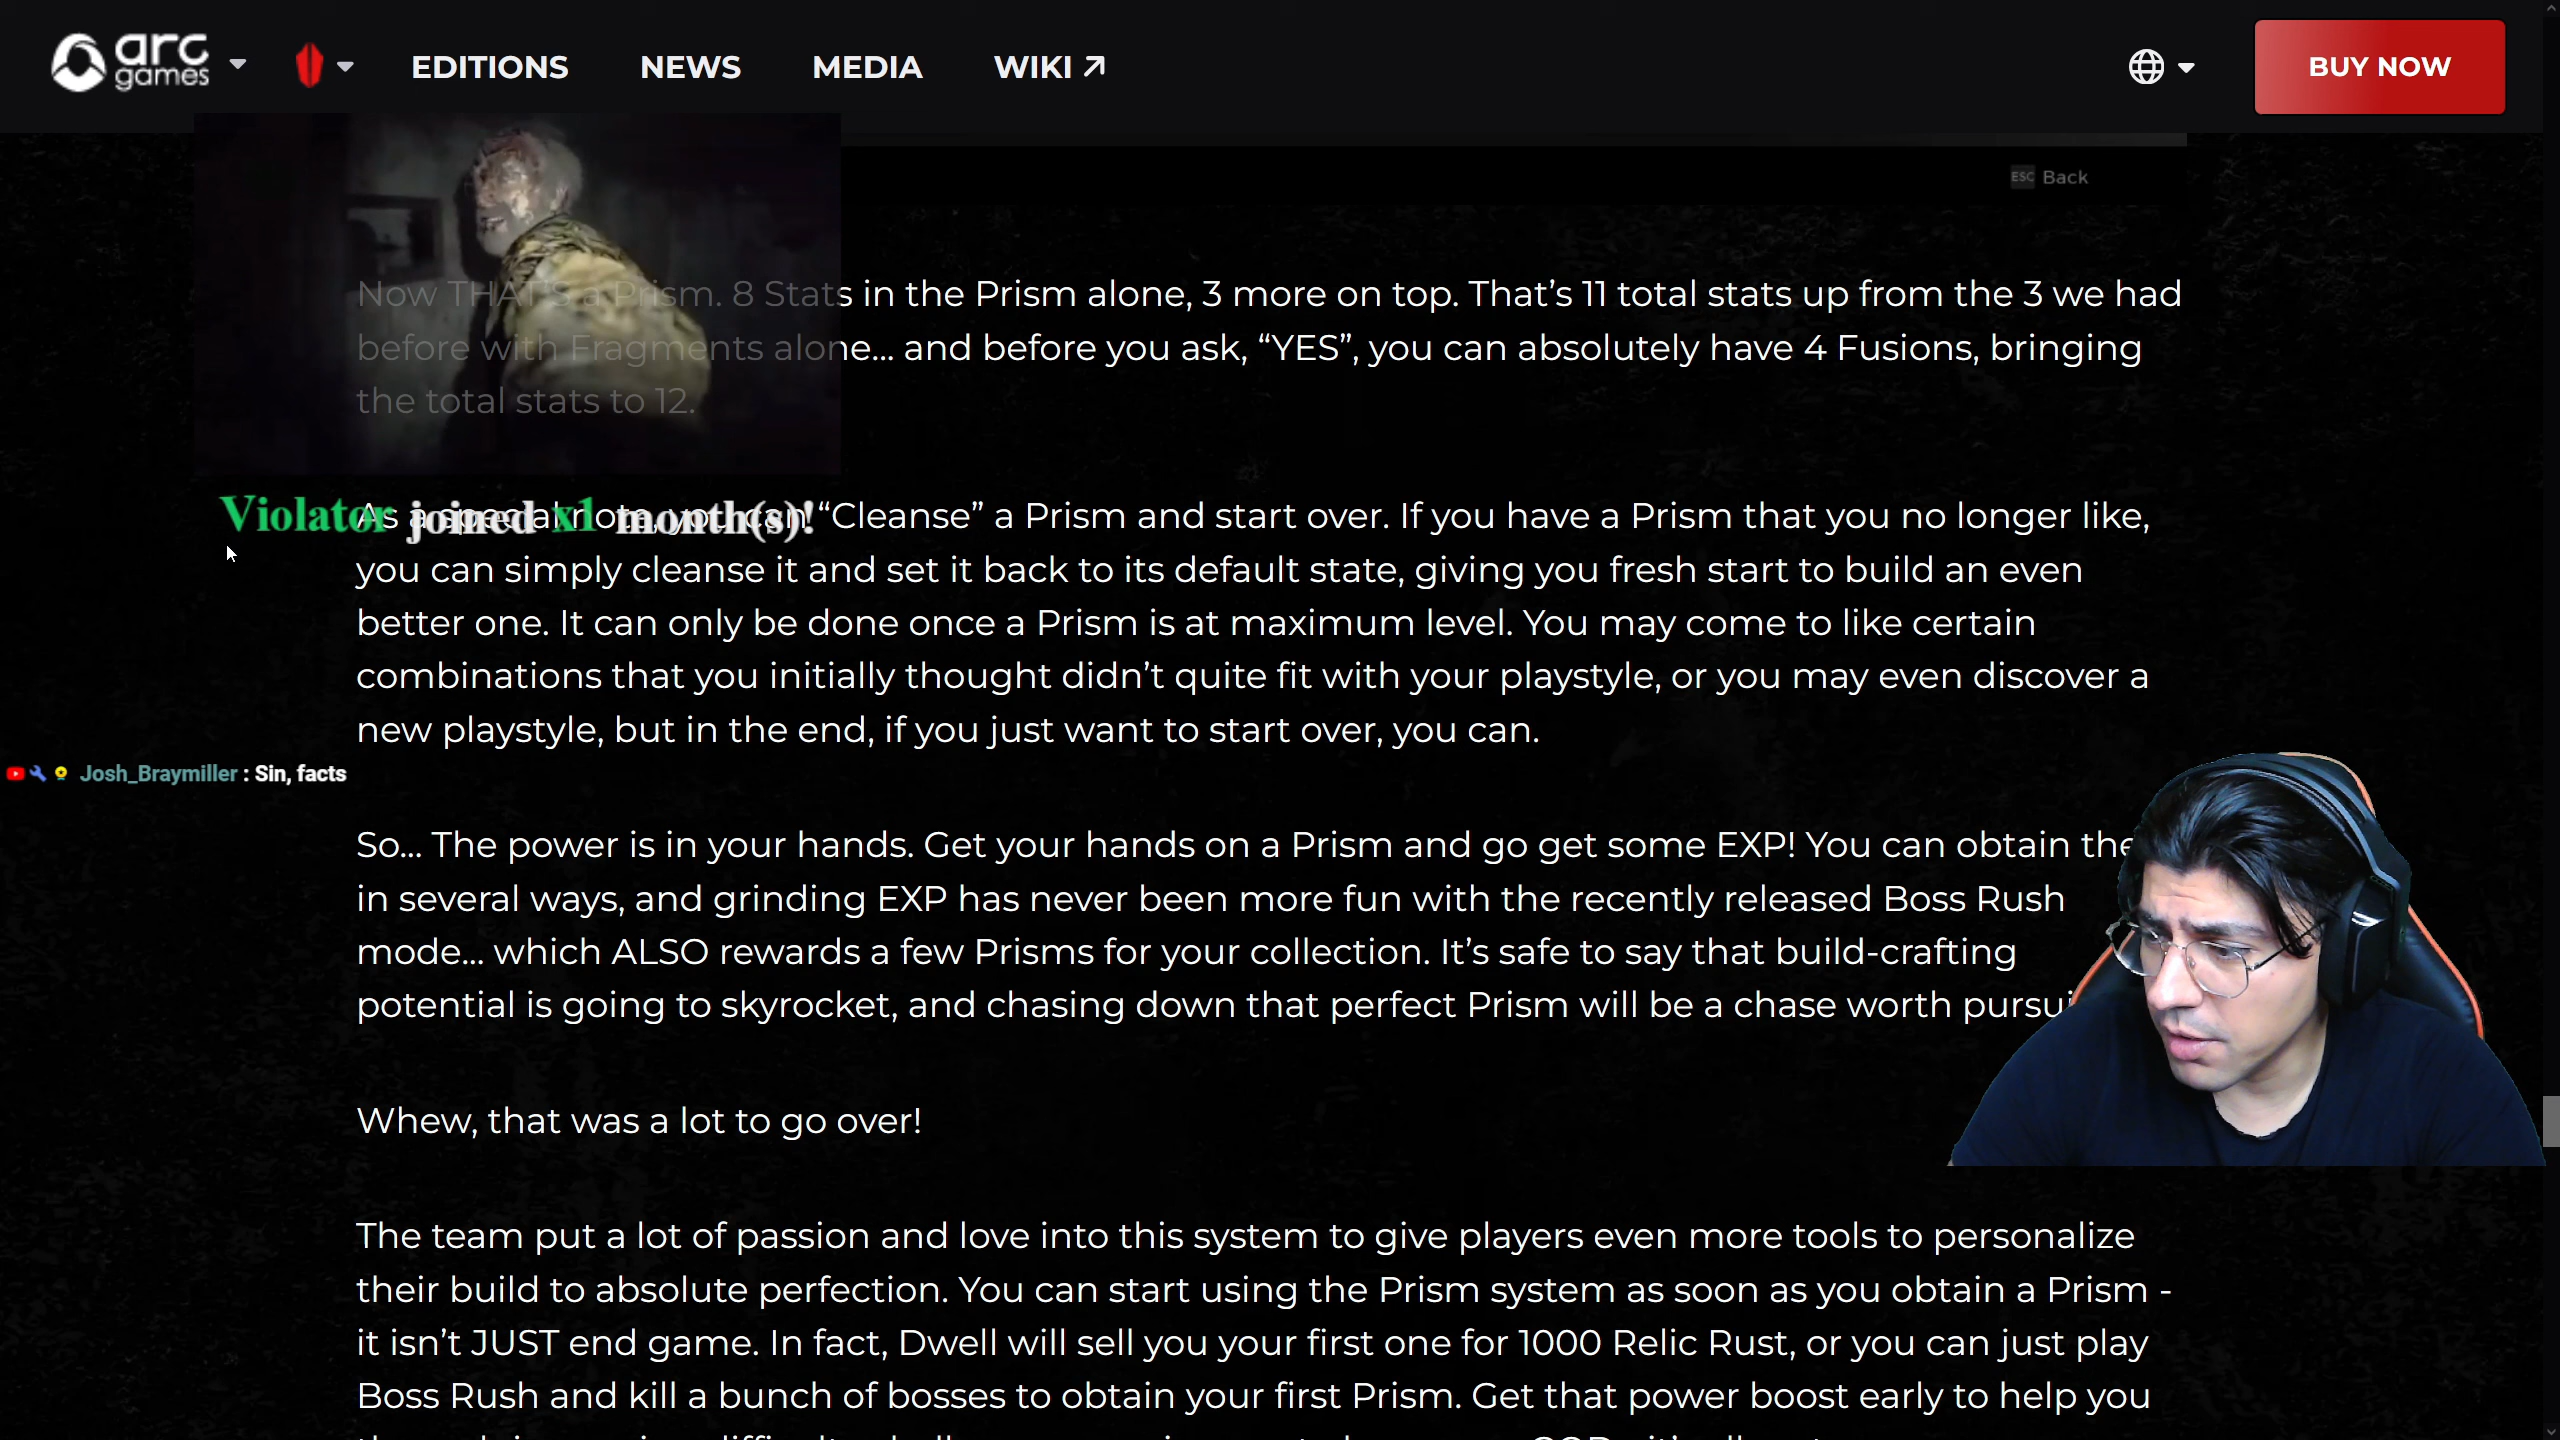 arc games EDITIONS NEWS MEDIA WIKI BUY NOW
ESC Back
Now THAT'S a Prism. 8 Stats in the Prism alone, 3 more on top. That’s 11 total stats up from the 3 we had
before with Fragments alone... and before you ask, “YES”, you can absolutely have 4 Fusions, bringing
the total stats to 12.
Violator joined x1 month(s)!
As a special note, you can “Cleanse” a Prism and start over. If you have a Prism that you no longer like,
you can simply cleanse it and set it back to its default state, giving you fresh start to build an even
better one. It can only be done once a Prism is at maximum level. You may come to like certain
combinations that you initially thought didn’t quite fit with your playstyle, or you may even discover a
new playstyle, but in the end, if you just want to start over, you can.
Josh_Braymiller : Sin, facts
So... The power is in your hands. Get your hands on a Prism and go get some EXP! You can obtain
in several ways, and grinding EXP has never been more fun with the recently released Boss Rush
mode... which ALSO rewards a few Prisms for your collection. It’s safe to say that build-crafting
potential is going to skyrocket, and chasing down that perfect Prism will be a chase worth
Whew, that was a lot to go over!
The team put a lot of passion and love into this system to give players even more tools to personalize
their build to absolute perfection. You can start using the Prism system as soon as you obtain a Prism -
it isn’t JUST end game. In fact, Dwell will sell you your first one for 1000 Relic Rust, or you can just play
Boss Rush and kill a bunch of bosses to obtain your first Prism. Get that power boost early to help you